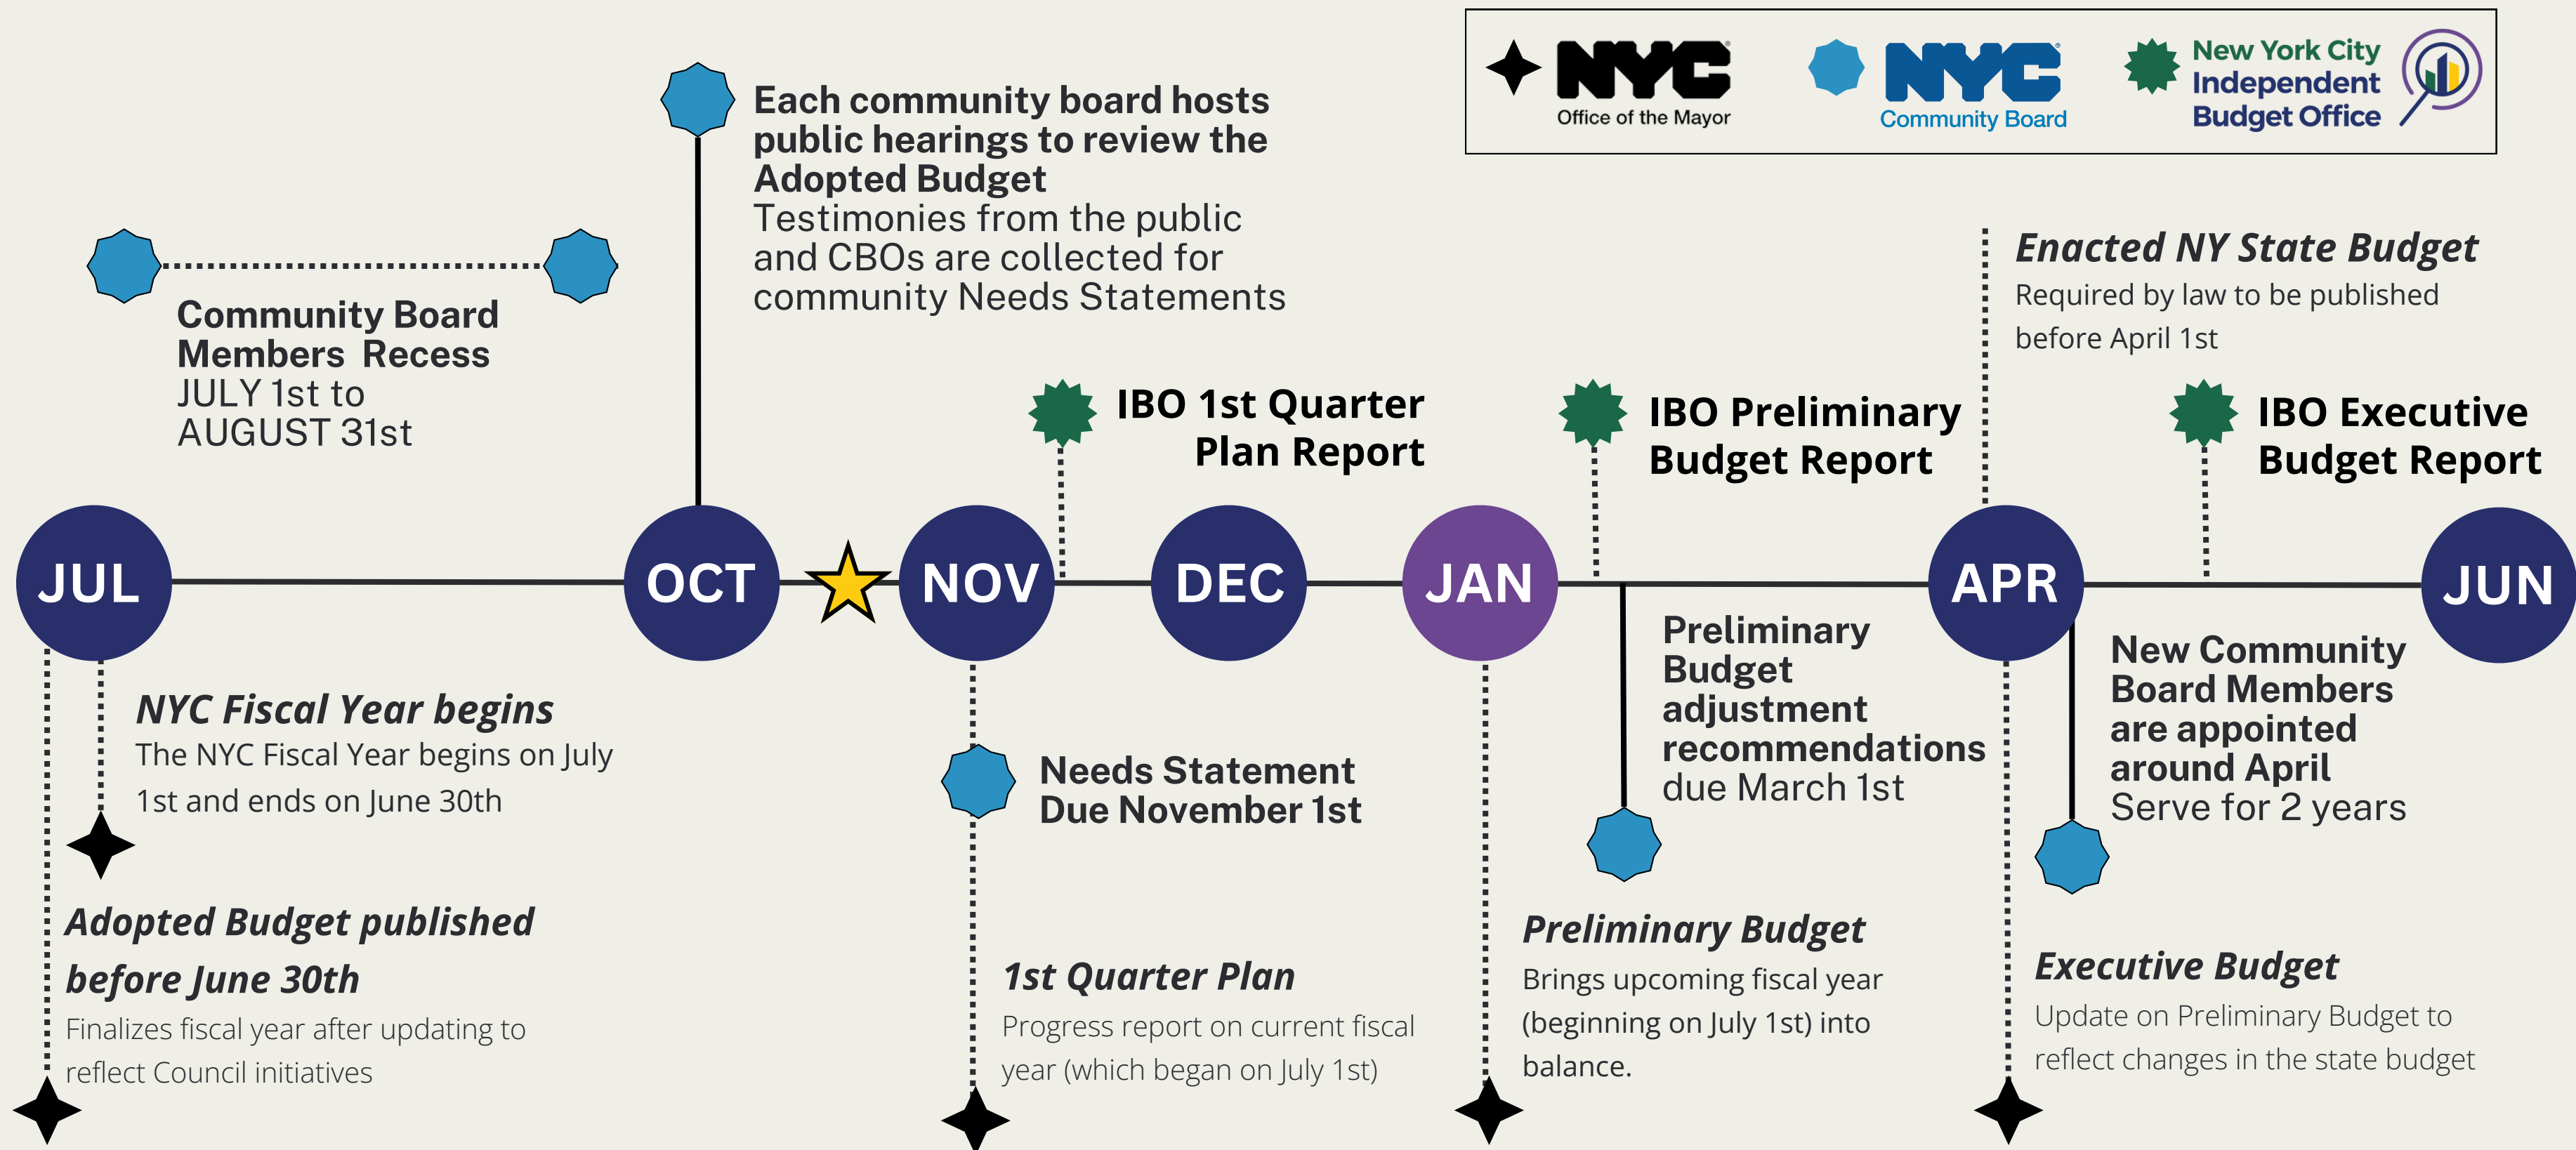 NYC
Office of the Mayor
NYC
Community Board
New York City
Independent
Budget Office
Each community board hosts
public hearings to review the
Adopted Budget
Testimonies from the public
and CBOs are collected for
community Needs Statements
Community Board
Members Recess
JULY 1st to
AUGUST 31st
Enacted NY State Budget
Required by law to be published
before April 1st
IBO 1st Quarter
Plan Report
IBO Preliminary
Budget Report
IBO Executive
Budget Report
JUL
OCT
NOV
DEC
JAN
APR
JUN
NYC Fiscal Year begins
The NYC Fiscal Year begins on July
1st and ends on June 30th
Adopted Budget published
before June 30th
Finalizes fiscal year after updating to
reflect Council initiatives
Needs Statement
Due November 1st
1st Quarter Plan
Progress report on current fiscal
year (which began on July 1st)
Preliminary
Budget
adjustment
recommendations
due March 1st
Preliminary Budget
Brings upcoming fiscal year
(beginning on July 1st) into
balance.
New Community
Board Members
are appointed
around April
Serve for 2 years
Executive Budget
Update on Preliminary Budget to
reflect changes in the state budget